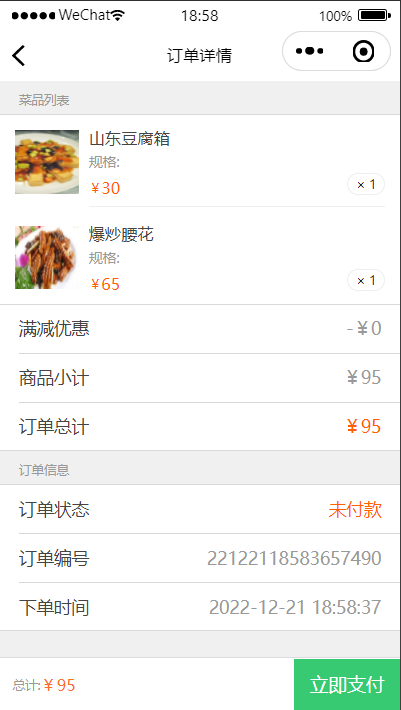 WeChat 18:58 100%
订单详情
菜品列表
山东豆腐箱
规格:
￥30
× 1
爆炒腰花
规格:
￥65
× 1
满减优惠 -￥0
商品小计 ￥95
订单总计 ￥95
订单信息
订单状态 未付款
订单编号 22122118583657490
下单时间 2022-12-21 18:58:37
总计:￥95 立即支付